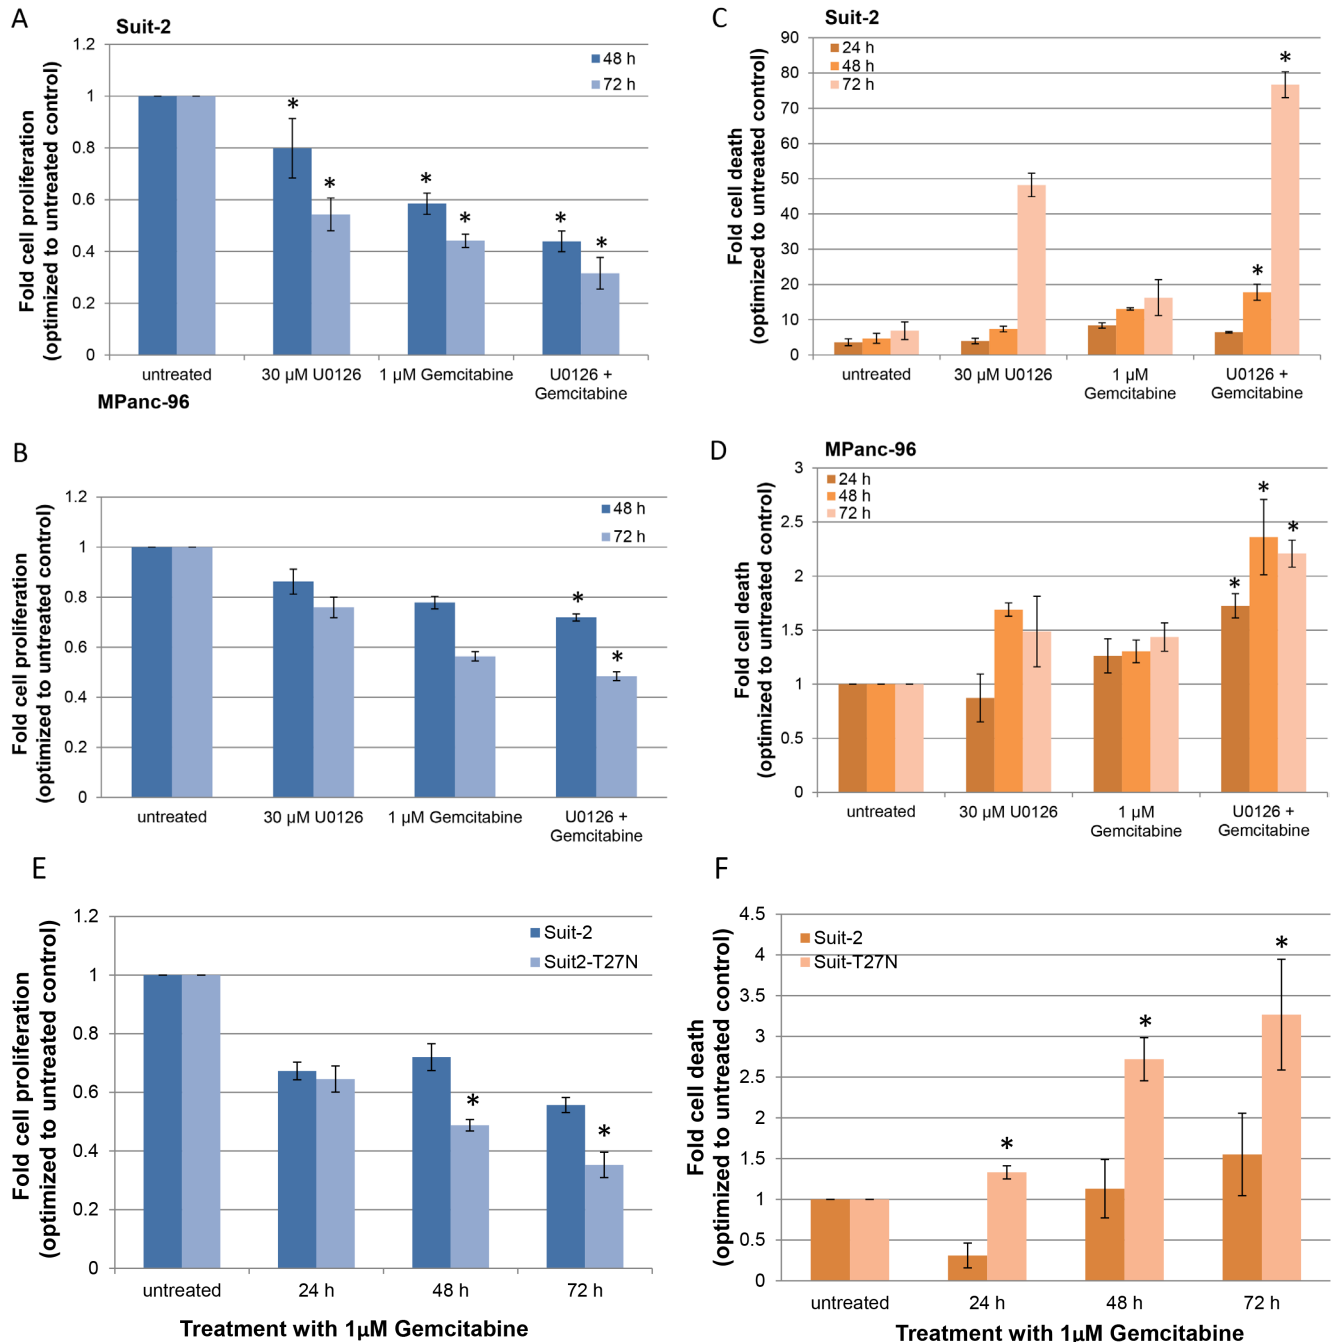 A
Suit-2
Fold cell proliferation
(optimized to untreated control)
1.2
1
0.8
0.6
0.4
0.2
0
48 h
72 h
*
*
*
*
*
*
untreated
30 µM U0126
1 µM Gemcitabine
U0126 +
Gemcitabine
C
Suit-2
Fold cell death
(optimized to untreated control)
90
80
70
60
50
40
30
20
10
0
24 h
48 h
72 h
*
*
untreated
30 µM U0126
1 µM
Gemcitabine
U0126 +
Gemcitabine
MPanc-96
B
Fold cell proliferation
(optimized to untreated control)
1.2
1
0.8
0.6
0.4
0.2
0
48 h
72 h
*
*
untreated
30 µM U0126
1 µM Gemcitabine
U0126 +
Gemcitabine
D
MPanc-96
Fold cell death
(optimized to untreated control)
3
2.5
2
1.5
1
0.5
0
24 h
48 h
72 h
*
*
*
untreated
30 µM U0126
1 µM
Gemcitabine
U0126 +
Gemcitabine
E
Fold cell proliferation
(optimized to untreated control)
1.2
1
0.8
0.6
0.4
0.2
0
Suit-2
Suit2-T27N
*
*
untreated
24 h
48 h
72 h
Treatment with 1µM Gemcitabine
F
Fold cell death
(optimized to untreated control)
4.5
4
3.5
3
2.5
2
1.5
1
0.5
0
Suit-2
Suit-T27N
*
*
*
untreated
24 h
48 h
72 h
Treatment with 1µM Gemcitabine